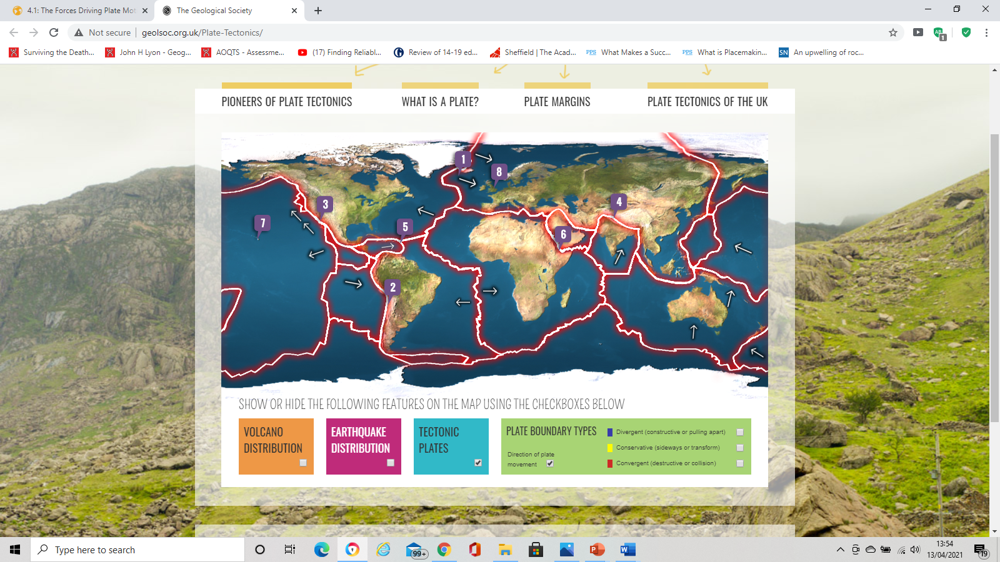 4.1: The Forces Driving Plate Mot
The Geological Society
Not secure
geolsoc.org.uk/Plate-Tectonics/
AB
1
Surviving the Death...
John H Lyon - Geog...
AOQTS - Assessme...
(17) Finding Reliabl...
Review of 14-19 ed...
Sheffield | The Acad...
PPS What Makes a Succ...
PPS What is Placemakin...
SN An upwelling of roc...
PIONEERS OF PLATE TECTONICS
WHAT IS A PLATE?
PLATE MARGINS
PLATE TECTONICS OF THE UK
1
8
3
4
7
5
6
2
SHOW OR HIDE THE FOLLOWING FEATURES ON THE MAP USING THE CHECKBOXES BELOW
VOLCANO
DISTRIBUTION
EARTHQUAKE
DISTRIBUTION
TECTONIC
PLATES
PLATE BOUNDARY TYPES
Direction of plate
movement
Divergent (constructive or pulling apart)
Conservative (sideways or transform)
Convergent (destructive or collision)
Type here to search
99+
13:54
13/04/2021
19